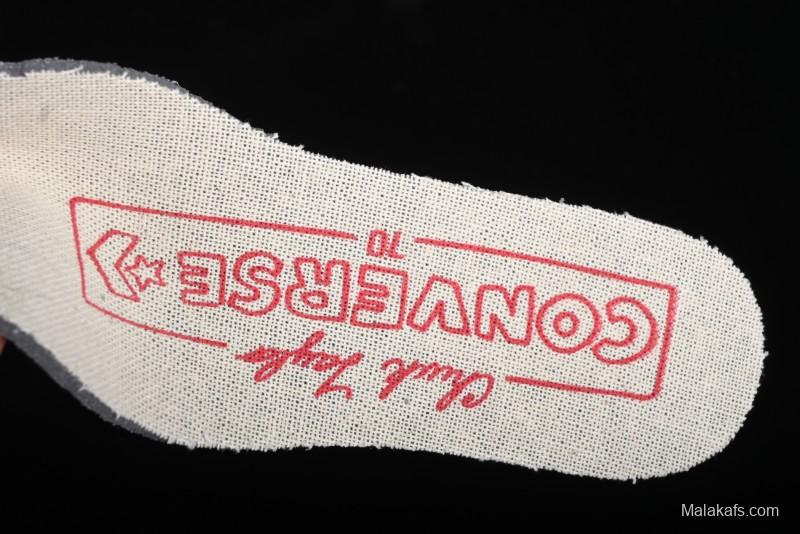 Chuck Taylor
CONVERSE
70
Malakafs.com